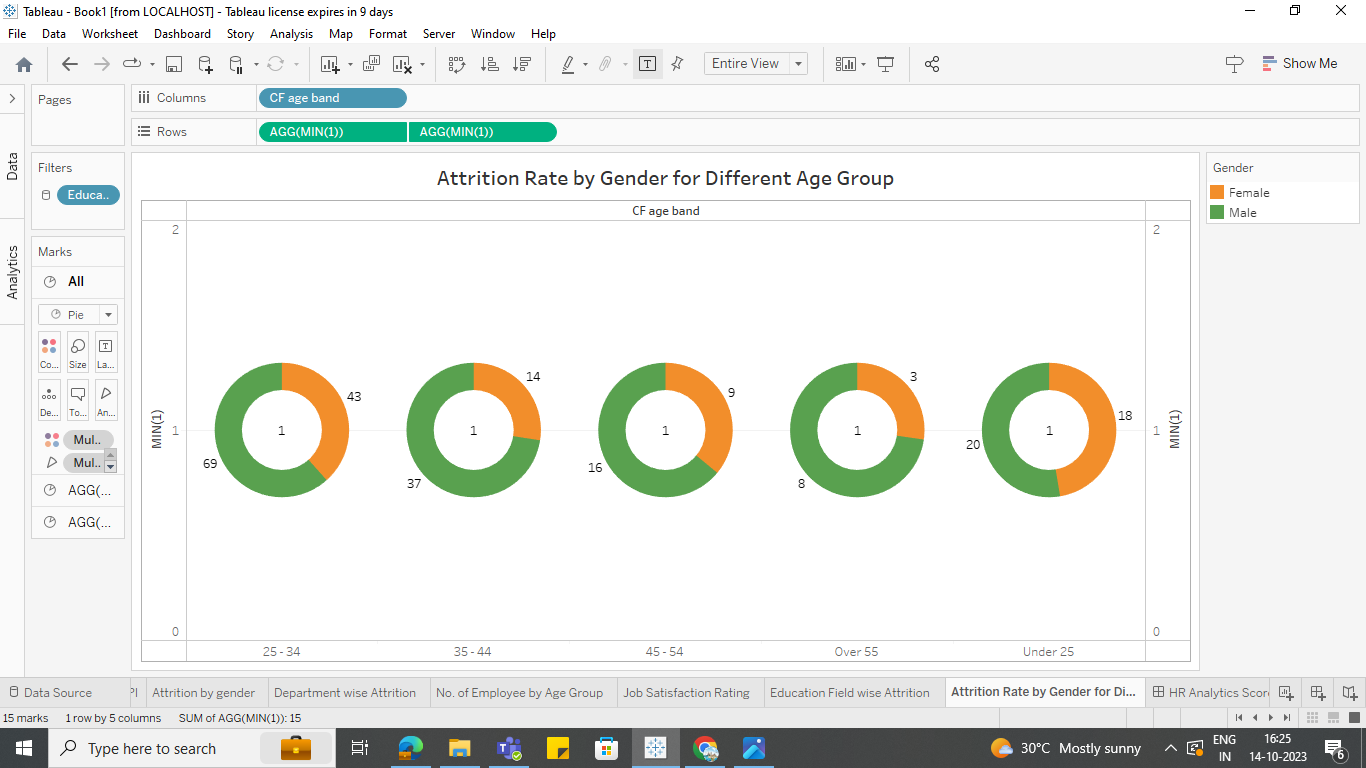 Tableau - Book1 [from LOCALHOST] - Tableau license expires in 9 days
File Data Worksheet Dashboard Story Analysis Map Format Server Window Help
Entire View
Show Me
Pages
Columns
CF age band
Rows
AGG(MIN(1)) AGG(MIN(1))
Data
Analytics
Filters
Educa..
Marks
All
Pie
Co... Size La...
De... To... An...
Mul..
Mul..
AGG(...
AGG(...
Attrition Rate by Gender for Different Age Group
CF age band
2 2
MIN(1)
1 1
MIN(1)
0 0
43
69
1
14
37
1
9
16
1
3
8
1
18
20
1
25 - 34 35 - 44 45 - 54 Over 55 Under 25
Gender
Female
Male
Data Source PI Attrition by gender Department wise Attrition No. of Employee by Age Group Job Satisfaction Rating Education Field wise Attrition Attrition Rate by Gender for Di... HR Analytics Scor
15 marks 1 row by 5 columns SUM of AGG(MIN(1)): 15
Type here to search
30°C Mostly sunny
ENG
IN
16:25
14-10-2023
6